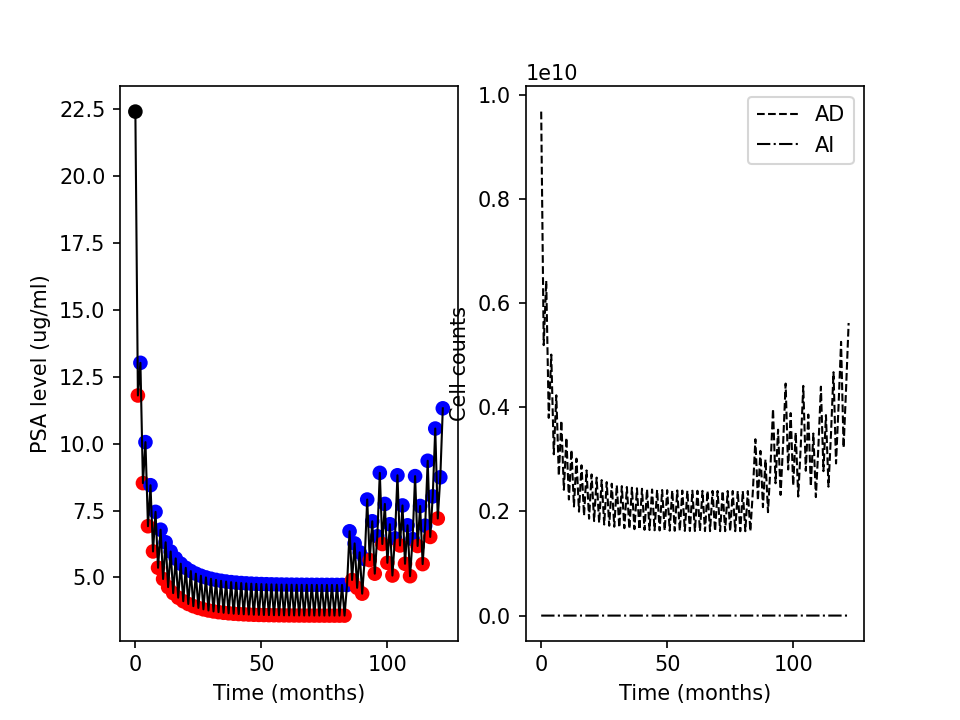 22.5
20.0
17.5
15.0
12.5
10.0
7.5
5.0
PSA level (ug/ml)
0
50
100
Time (months)
1e10
1.0
0.8
0.6
0.4
0.2
0.0
Cell counts
AD
AI
0
50
100
Time (months)